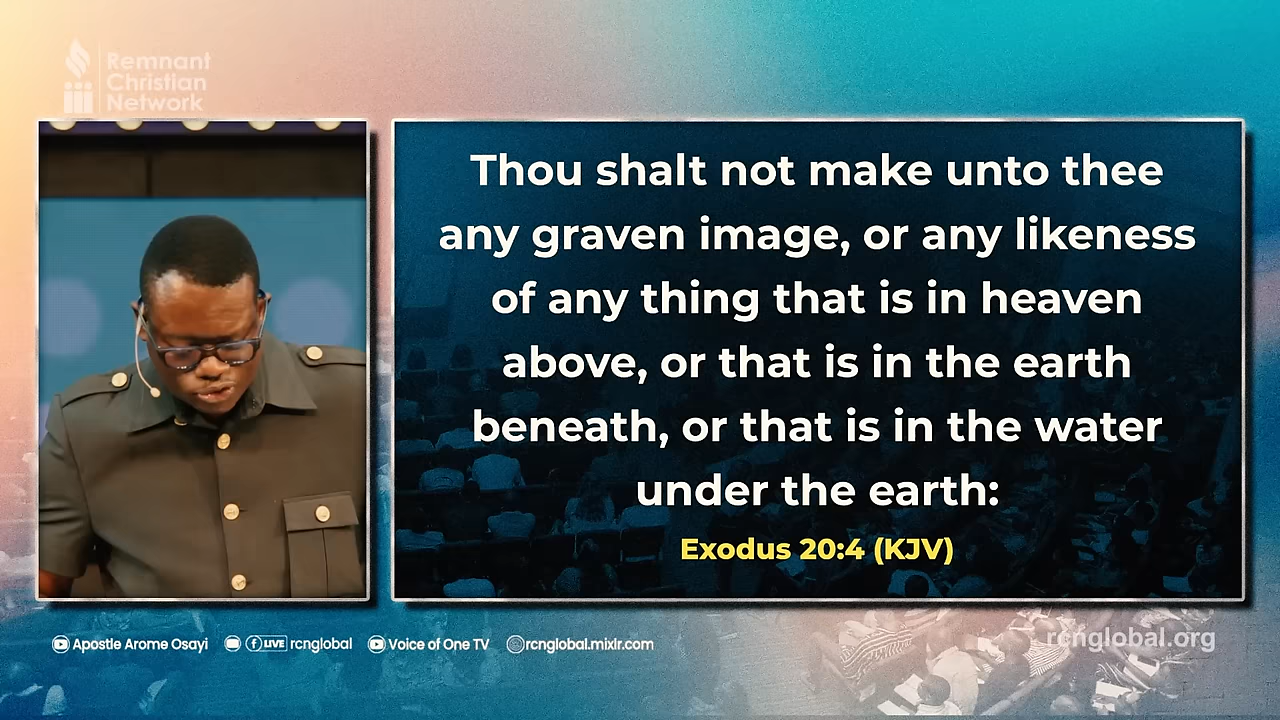 Remnant
Christian
Network
Thou shalt not make unto thee
any graven image, or any likeness
of any thing that is in heaven
above, or that is in the earth
beneath, or that is in the water
under the earth:
Exodus 20:4 (KJV)
Apostle Arome Osayi
LIVE rcnglobal
Voice of One TV
rcnglobal.mixlr.com
rcnglobal.org